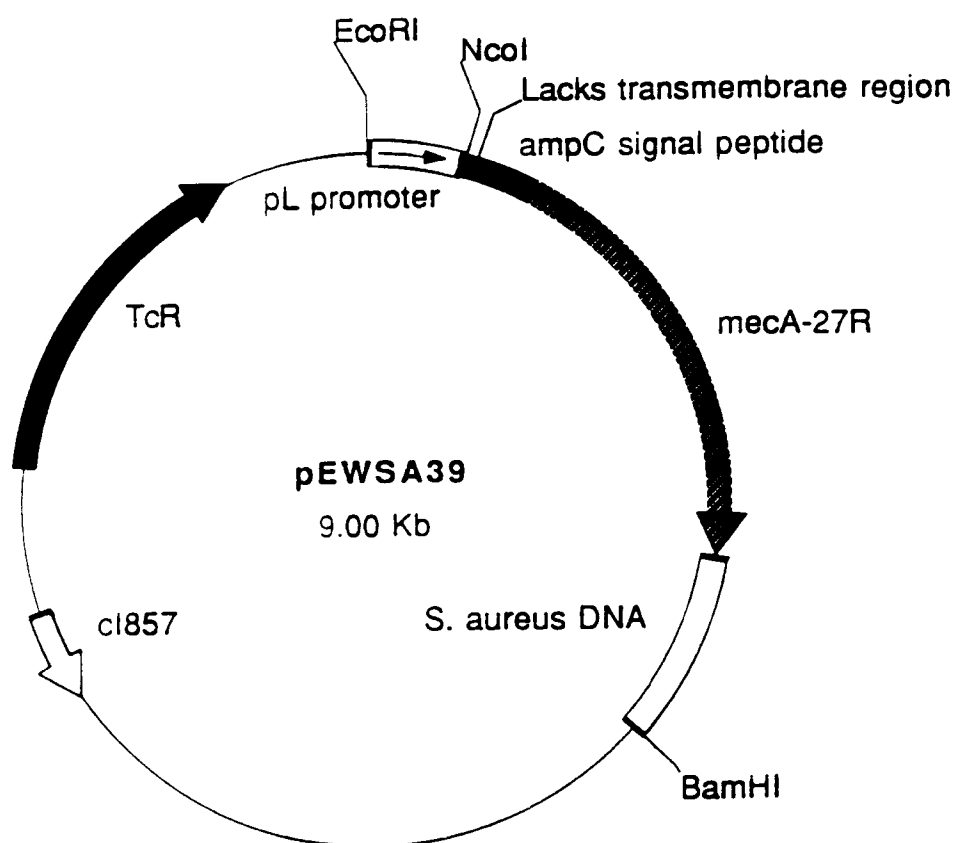 EcoRI
NcoI
Lacks transmembrane region
ampC signal peptide
pL promoter
TcR
mecA-27R
pEWSA39
9.00 Kb
cI857
S. aureus DNA
BamHI